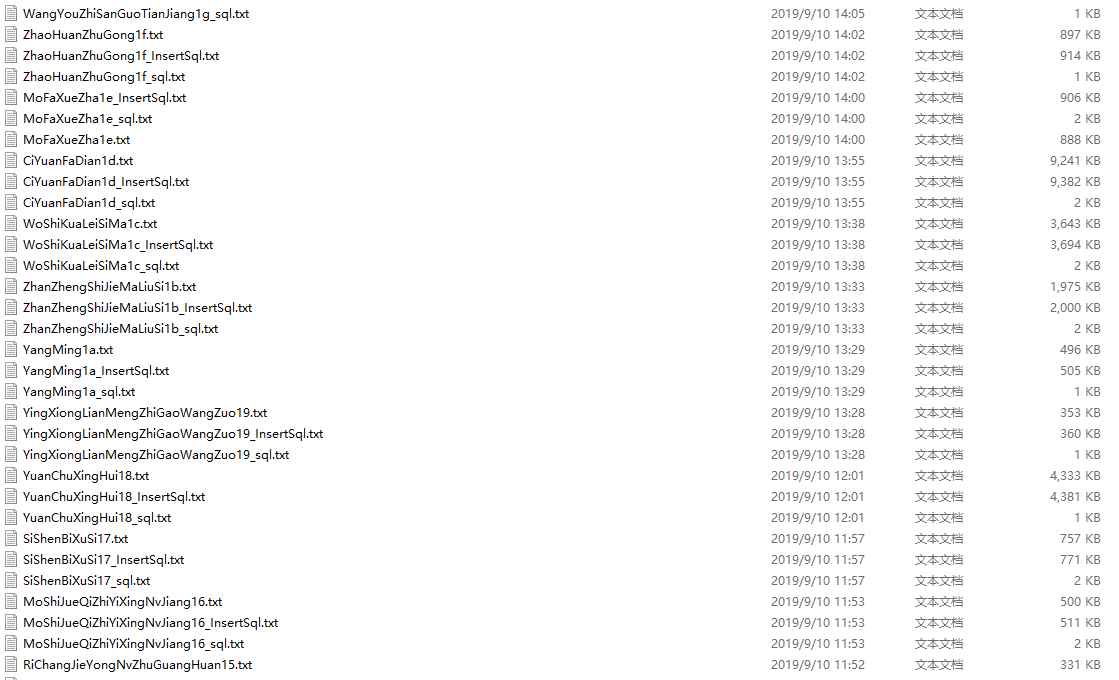 WangYouZhiSanGuoTianJiang1g_sql.txt 2019/9/10 14:05 文本文档 1 KB
ZhaoHuanZhuGong1f.txt 2019/9/10 14:02 文本文档 897 KB
ZhaoHuanZhuGong1f_InsertSql.txt 2019/9/10 14:02 文本文档 914 KB
ZhaoHuanZhuGong1f_sql.txt 2019/9/10 14:02 文本文档 1 KB
MoFaXueZha1e_InsertSql.txt 2019/9/10 14:00 文本文档 906 KB
MoFaXueZha1e_sql.txt 2019/9/10 14:00 文本文档 2 KB
MoFaXueZha1e.txt 2019/9/10 14:00 文本文档 888 KB
CiYuanFaDian1d.txt 2019/9/10 13:55 文本文档 9,241 KB
CiYuanFaDian1d_InsertSql.txt 2019/9/10 13:55 文本文档 9,382 KB
CiYuanFaDian1d_sql.txt 2019/9/10 13:55 文本文档 2 KB
WoShiKuaLeiSiMa1c.txt 2019/9/10 13:38 文本文档 3,643 KB
WoShiKuaLeiSiMa1c_InsertSql.txt 2019/9/10 13:38 文本文档 3,694 KB
WoShiKuaLeiSiMa1c_sql.txt 2019/9/10 13:38 文本文档 2 KB
ZhanZhengShiJieMaLiuSi1b.txt 2019/9/10 13:33 文本文档 1,975 KB
ZhanZhengShiJieMaLiuSi1b_InsertSql.txt 2019/9/10 13:33 文本文档 2,000 KB
ZhanZhengShiJieMaLiuSi1b_sql.txt 2019/9/10 13:33 文本文档 2 KB
YangMing1a.txt 2019/9/10 13:29 文本文档 496 KB
YangMing1a_InsertSql.txt 2019/9/10 13:29 文本文档 505 KB
YangMing1a_sql.txt 2019/9/10 13:29 文本文档 1 KB
YingXiongLianMengZhiGaoWangZuo19.txt 2019/9/10 13:28 文本文档 353 KB
YingXiongLianMengZhiGaoWangZuo19_InsertSql.txt 2019/9/10 13:28 文本文档 360 KB
YingXiongLianMengZhiGaoWangZuo19_sql.txt 2019/9/10 13:28 文本文档 1 KB
YuanChuXingHui18.txt 2019/9/10 12:01 文本文档 4,333 KB
YuanChuXingHui18_InsertSql.txt 2019/9/10 12:01 文本文档 4,381 KB
YuanChuXingHui18_sql.txt 2019/9/10 12:01 文本文档 1 KB
SiShenBiXuSi17.txt 2019/9/10 11:57 文本文档 757 KB
SiShenBiXuSi17_InsertSql.txt 2019/9/10 11:57 文本文档 771 KB
SiShenBiXuSi17_sql.txt 2019/9/10 11:57 文本文档 2 KB
MoShiJueQiZhiYiXingNvJiang16.txt 2019/9/10 11:53 文本文档 500 KB
MoShiJueQiZhiYiXingNvJiang16_InsertSql.txt 2019/9/10 11:53 文本文档 511 KB
MoShiJueQiZhiYiXingNvJiang16_sql.txt 2019/9/10 11:53 文本文档 2 KB
RiChangJieYongNvZhuGuangHuan15.txt 2019/9/10 11:52 文本文档 331 KB